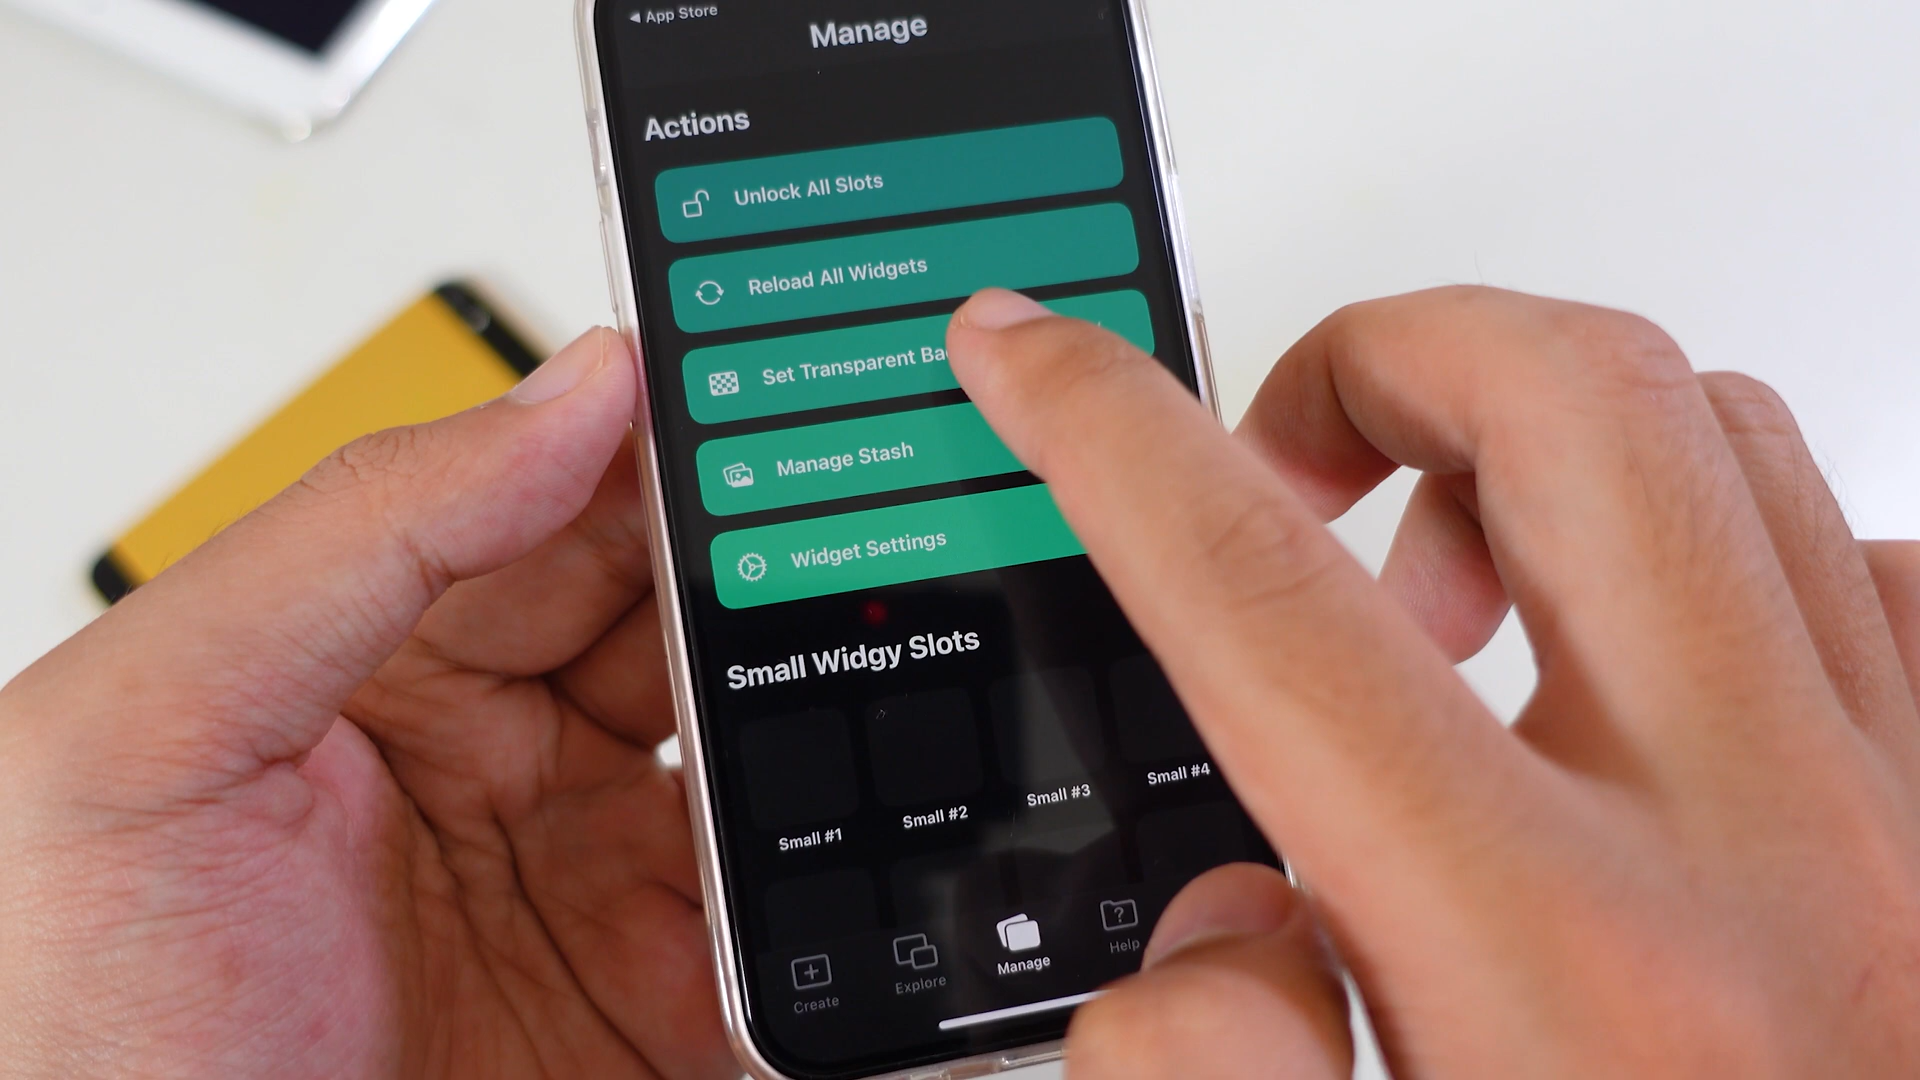 ◀ App Store
Manage
Actions
Unlock All Slots
Reload All Widgets
Set Transparent
Manage Stash
Widget Settings
Small Widgy Slots
Small #1
Small #2
Small #3
Small #4
Create
Explore
Manage
Help